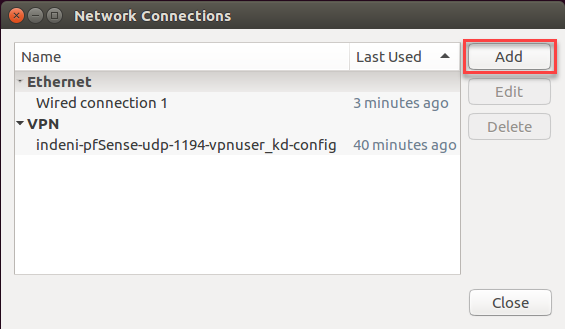 Network Connections
Name Last Used Add
Ethernet
Wired connection 1 3 minutes ago Edit
VPN Delete
indeni-pfSense-udp-1194-vpnuser_kd-config 40 minutes ago
Close